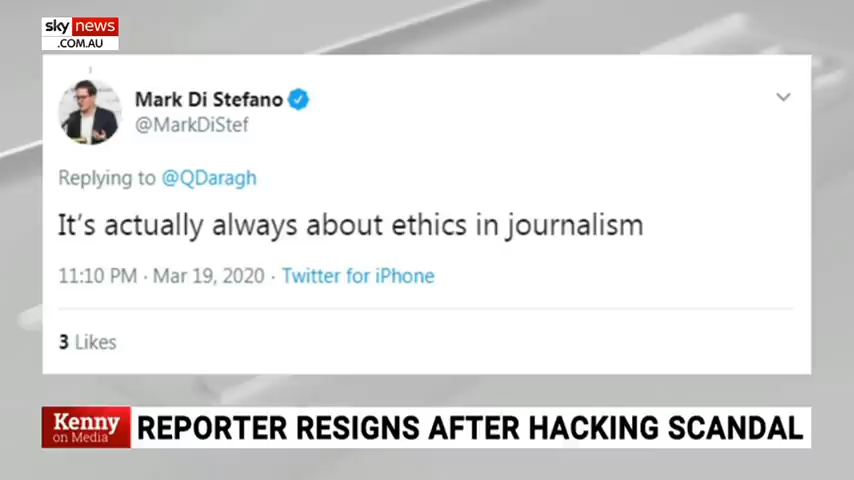 sky news
.COM.AU
Mark Di Stefano
@MarkDiStef
Replying to @QDaragh
It's actually always about ethics in journalism
11:10 PM · Mar 19, 2020 · Twitter for iPhone
3 Likes
Kenny
on Media
REPORTER RESIGNS AFTER HACKING SCANDAL